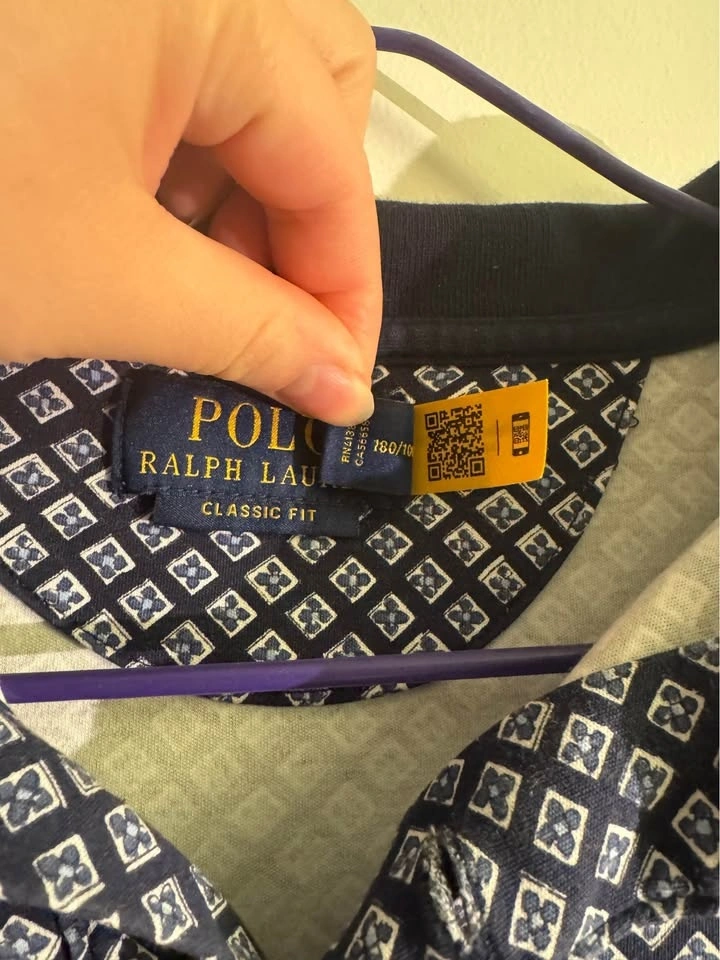 POLO
RALPH LAU
CLASSIC FIT
180/10